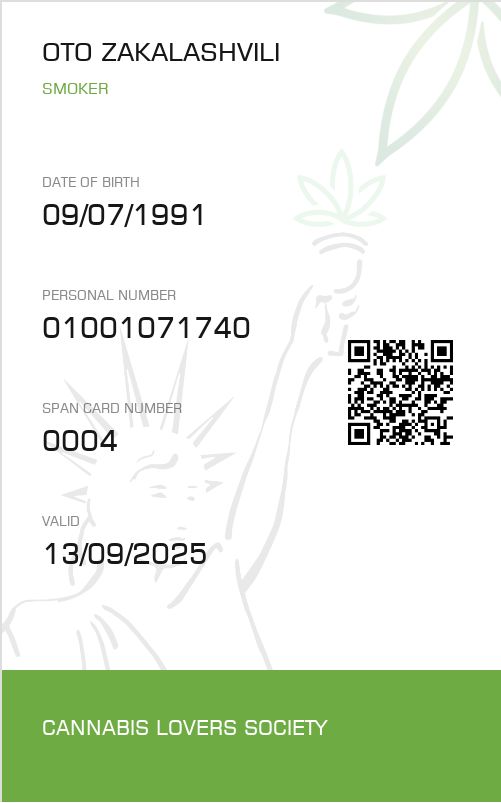 OTO ZAKALASHVILI
SMOKER
DATE OF BIRTH
09/07/1991
PERSONAL NUMBER
01001071740
SPAN CARD NUMBER
0004
VALID
13/09/2025
CANNABIS LOVERS SOCIETY